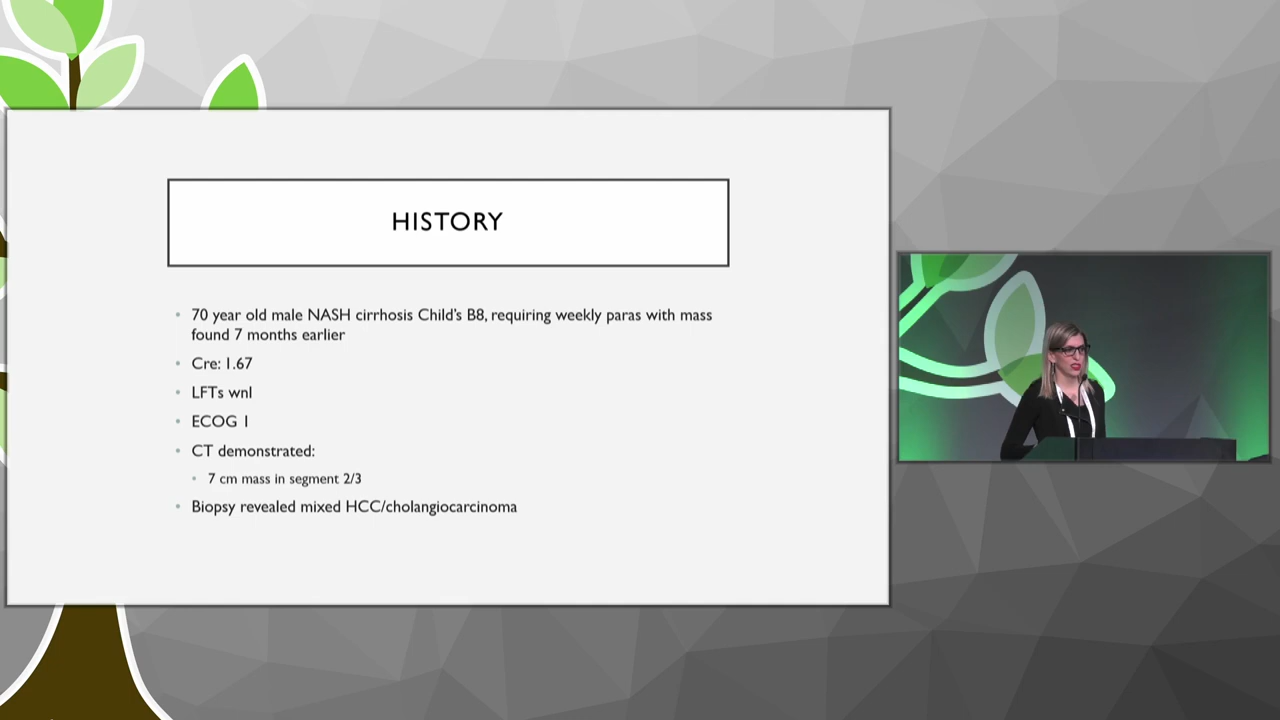 HISTORY
70 year old male NASH cirrhosis Child's B8, requiring weekly paras with mass
found 7 months earlier
Cre: 1.67
LFTs wnl
ECOG 1
CT demonstrated:
7 cm mass in segment 2/3
Biopsy revealed mixed HCC/cholangiocarcinoma